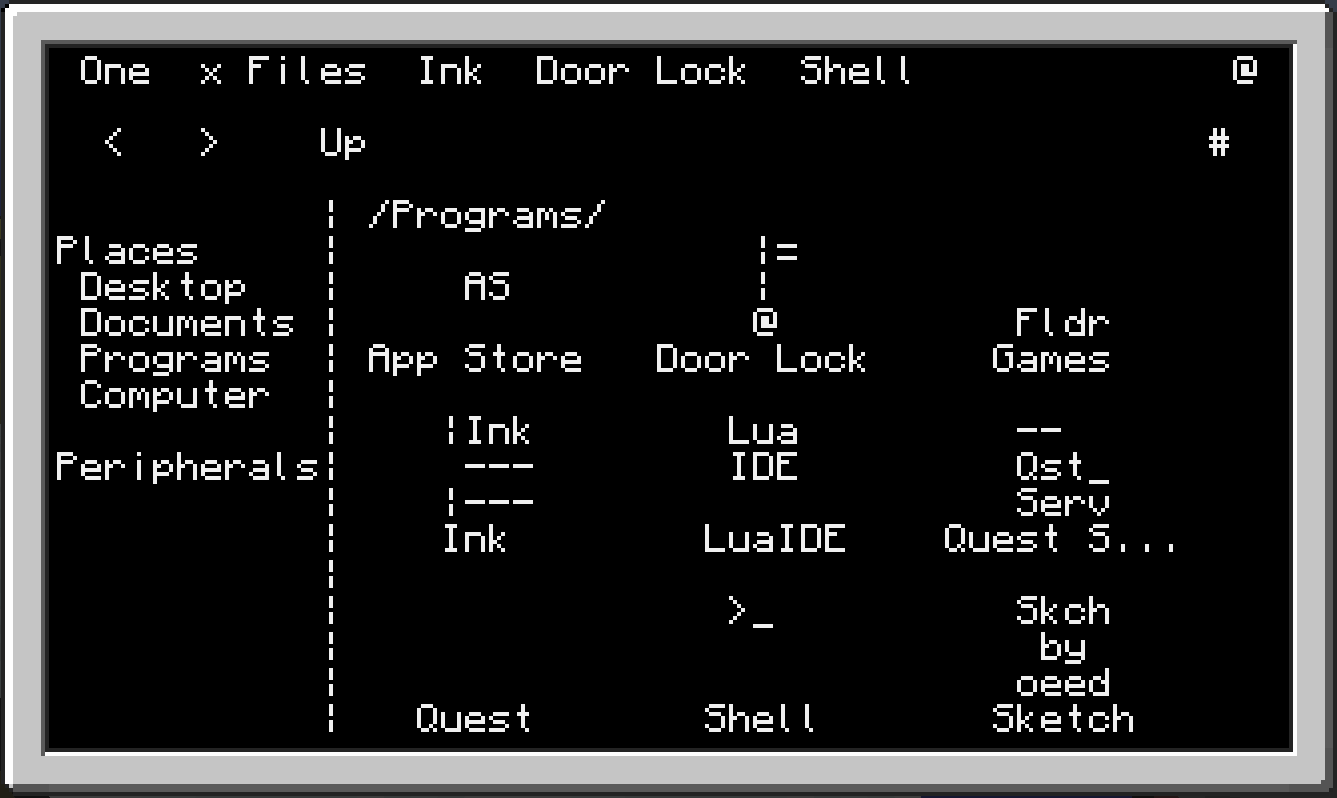 One x Files Ink Door Lock Shell @
< > Up #
¦ /Programs/
Places ¦ ¦=
Desktop ¦ AS ¦
Documents ¦ @ Fldr
Programs ¦ App Store Door Lock Games
Computer ¦
¦ ¦Ink Lua --
Peripherals¦ --- IDE Qst_
¦ ¦--- Serv
¦ Ink LuaIDE Quest S...
¦
¦ >_ Skch
¦ by
¦ oeed
¦ Quest Shell Sketch